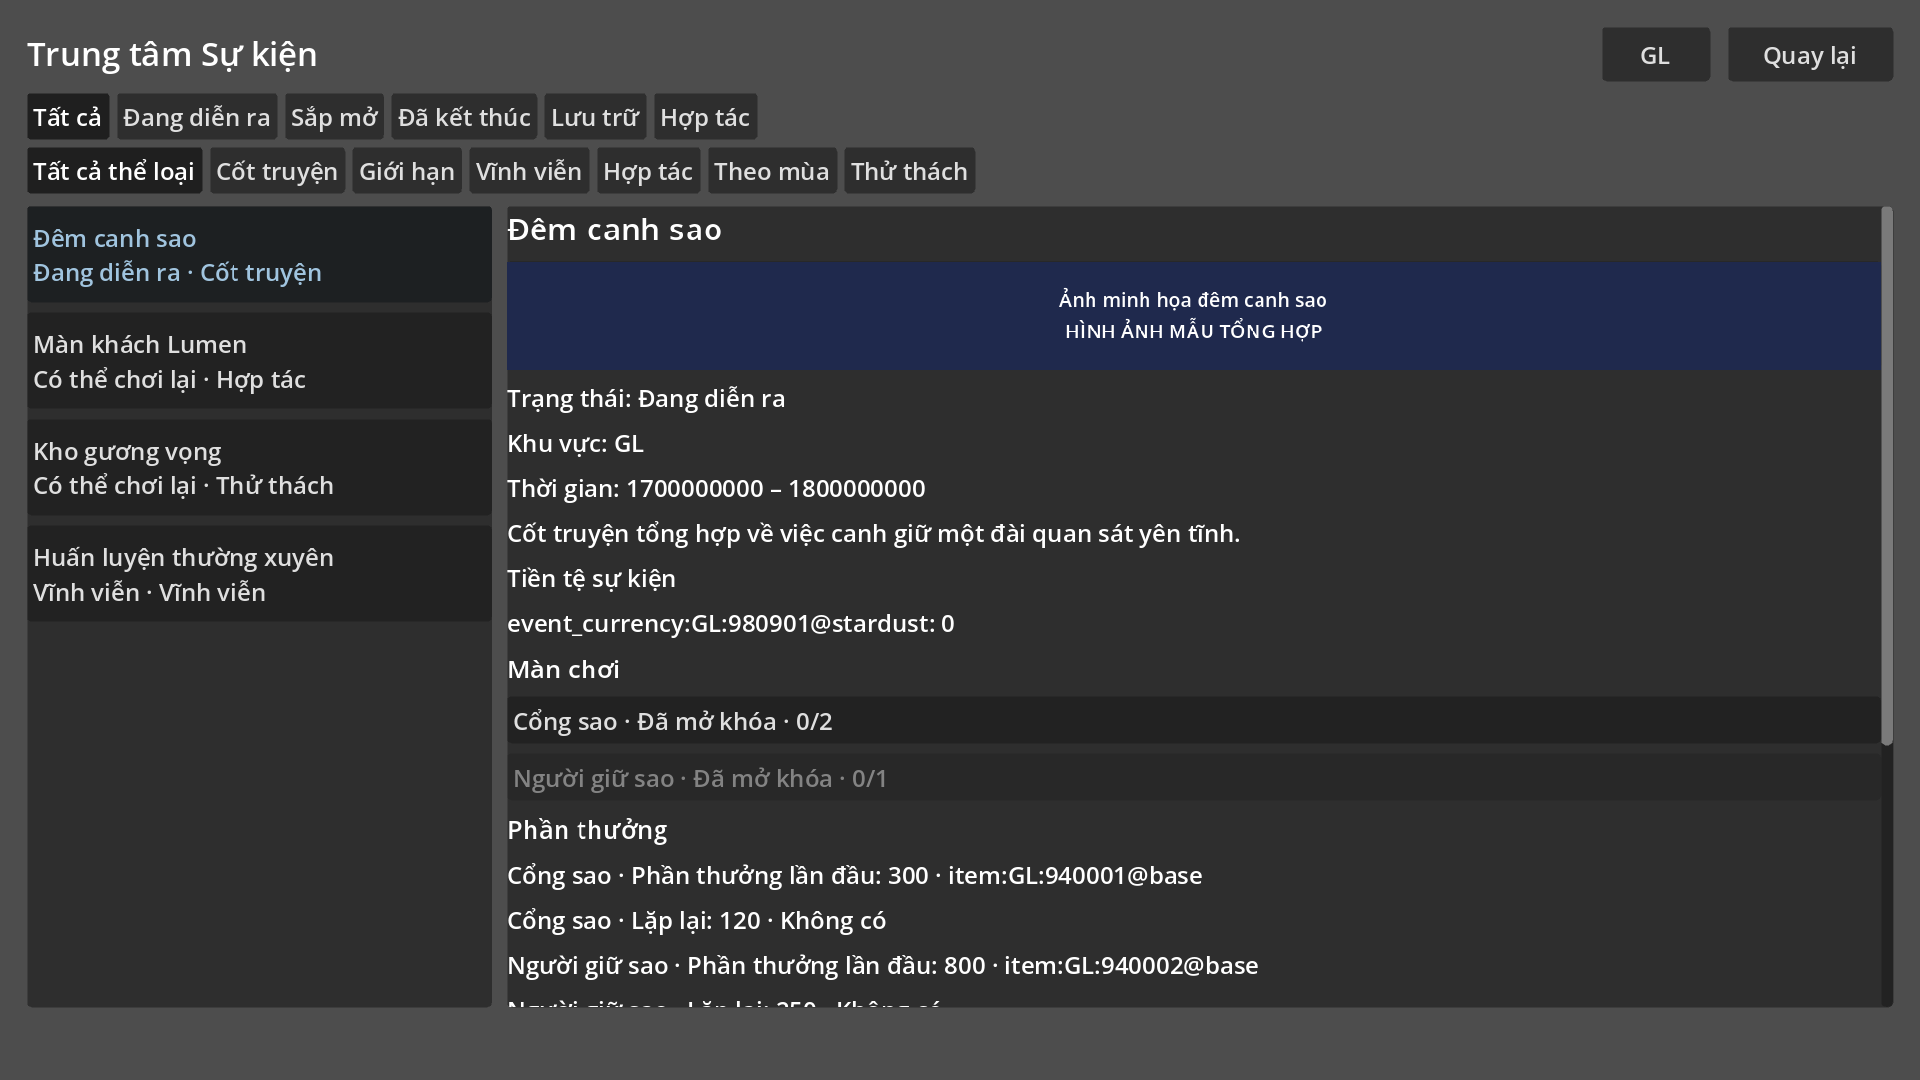 Trung tâm Sự kiện
GL
Quay lại
Tất cả
Đang diễn ra
Sắp mở
Đã kết thúc
Lưu trữ
Hợp tác
Tất cả thể loại
Cốt truyện
Giới hạn
Vĩnh viễn
Hợp tác
Theo mùa
Thử thách
Đêm canh sao
Đang diễn ra · Cốt truyện
Màn khách Lumen
Có thể chơi lại · Hợp tác
Kho gương vọng
Có thể chơi lại · Thử thách
Huấn luyện thường xuyên
Vĩnh viễn · Vĩnh viễn
Đêm canh sao
Ảnh minh họa đêm canh sao
HÌNH ẢNH MẪU TỔNG HỢP
Trạng thái: Đang diễn ra
Khu vực: GL
Thời gian: 1700000000 – 1800000000
Cốt truyện tổng hợp về việc canh giữ một đài quan sát yên tĩnh.
Tiền tệ sự kiện
event_currency:GL:980901@stardust: 0
Màn chơi
Cổng sao · Đã mở khóa · 0/2
Người giữ sao · Đã mở khóa · 0/1
Phần thưởng
Cổng sao · Phần thưởng lần đầu: 300 · item:GL:940001@base
Cổng sao · Lặp lại: 120 · Không có
Người giữ sao · Phần thưởng lần đầu: 800 · item:GL:940002@base
Người giữ sao · Lặp lại: 350 · Không có